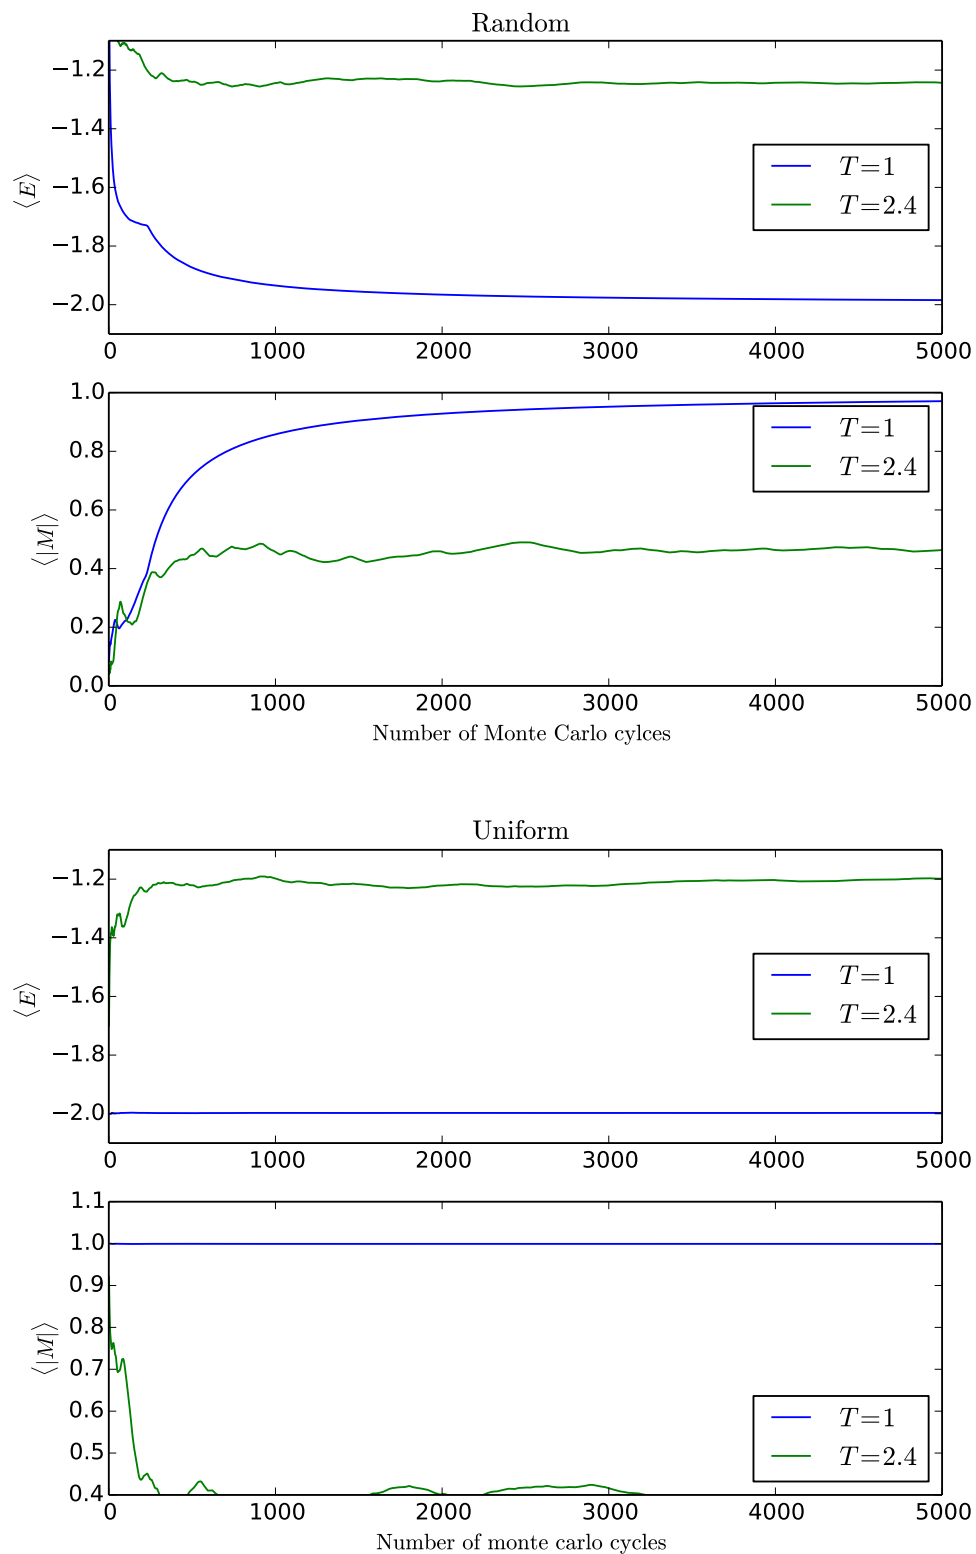 Random
⟨E⟩
−1.2
−1.4
−1.6
−1.8
−2.0
T=1
T=2.4
0 1000 2000 3000 4000 5000
⟨|M|⟩
1.0
0.8
0.6
0.4
0.2
0.0
T=1
T=2.4
0 1000 2000 3000 4000 5000
Number of Monte Carlo cylces
Uniform
⟨E⟩
−1.2
−1.4
−1.6
−1.8
−2.0
T=1
T=2.4
0 1000 2000 3000 4000 5000
⟨|M|⟩
1.1
1.0
0.9
0.8
0.7
0.6
0.5
0.4
T=1
T=2.4
0 1000 2000 3000 4000 5000
Number of monte carlo cycles